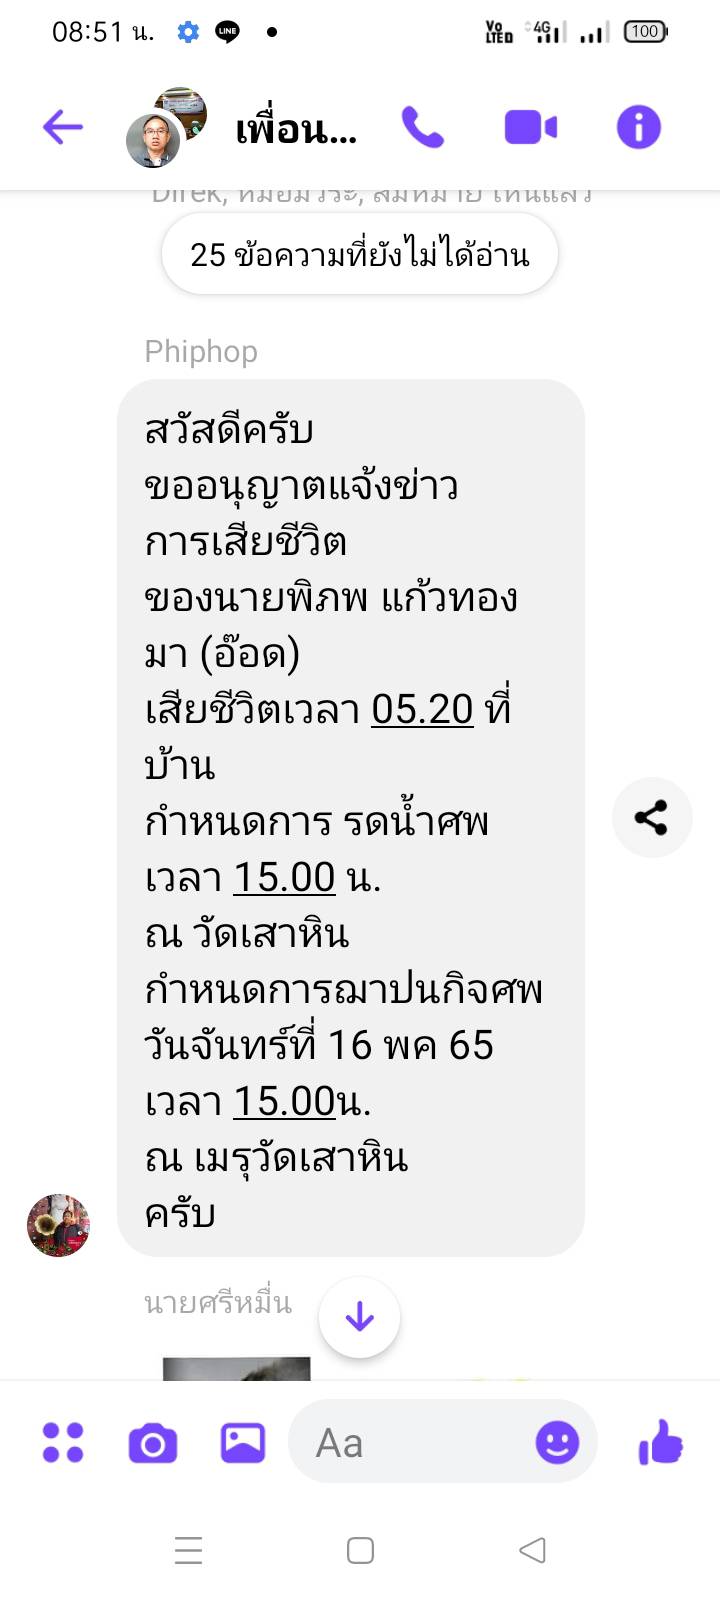 08:51 น.
LINE
Vo LTE D
4G
100
เพื่อน...
Direk, หมอมวีระ, สมหมาย เห็นแล้ว
25 ข้อความที่ยังไม่ได้อ่าน
Phiphop
สวัสดีครับ
ขออนุญาตแจ้งข่าว
การเสียชีวิต
ของนายพิภพ แก้วทอง
มา (อ๊อด)
เสียชีวิตเวลา 05.20 ที่
บ้าน
กำหนดการ รดน้ำศพ
เวลา 15.00 น.
ณ วัดเสาหิน
กำหนดการฌาปนกิจศพ
วันจันทร์ที่ 16 พค 65
เวลา 15.00น.
ณ เมรุวัดเสาหิน
ครับ
นายศรีหมื่น
Aa